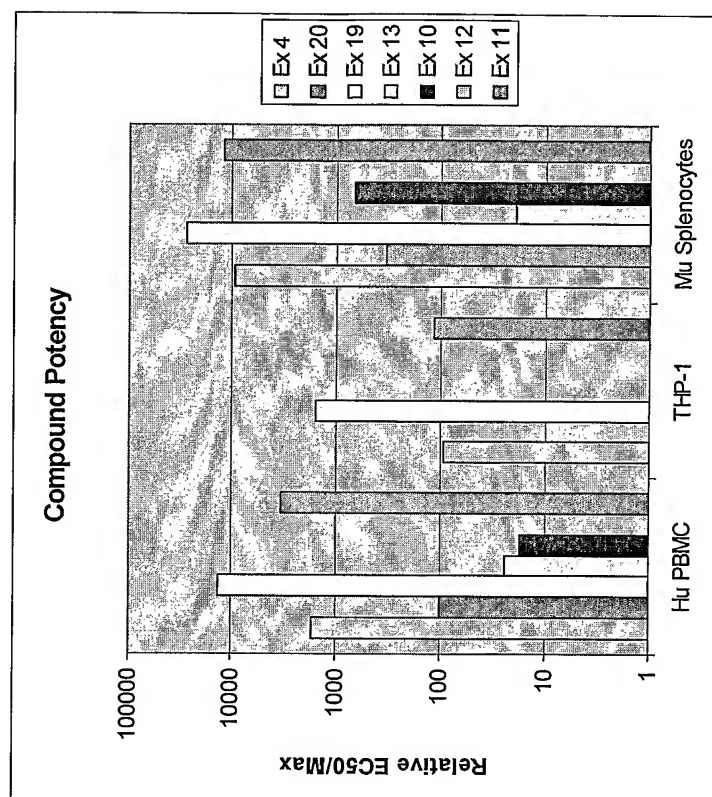 Compound Potency
Ex 4
Ex 20
Ex 19
Ex 13
Ex 10
Ex 12
Ex 11
Relative EC50/Max
100000
10000
1000
100
10
1
Hu PBMC
THP-1
Mu Splenocytes